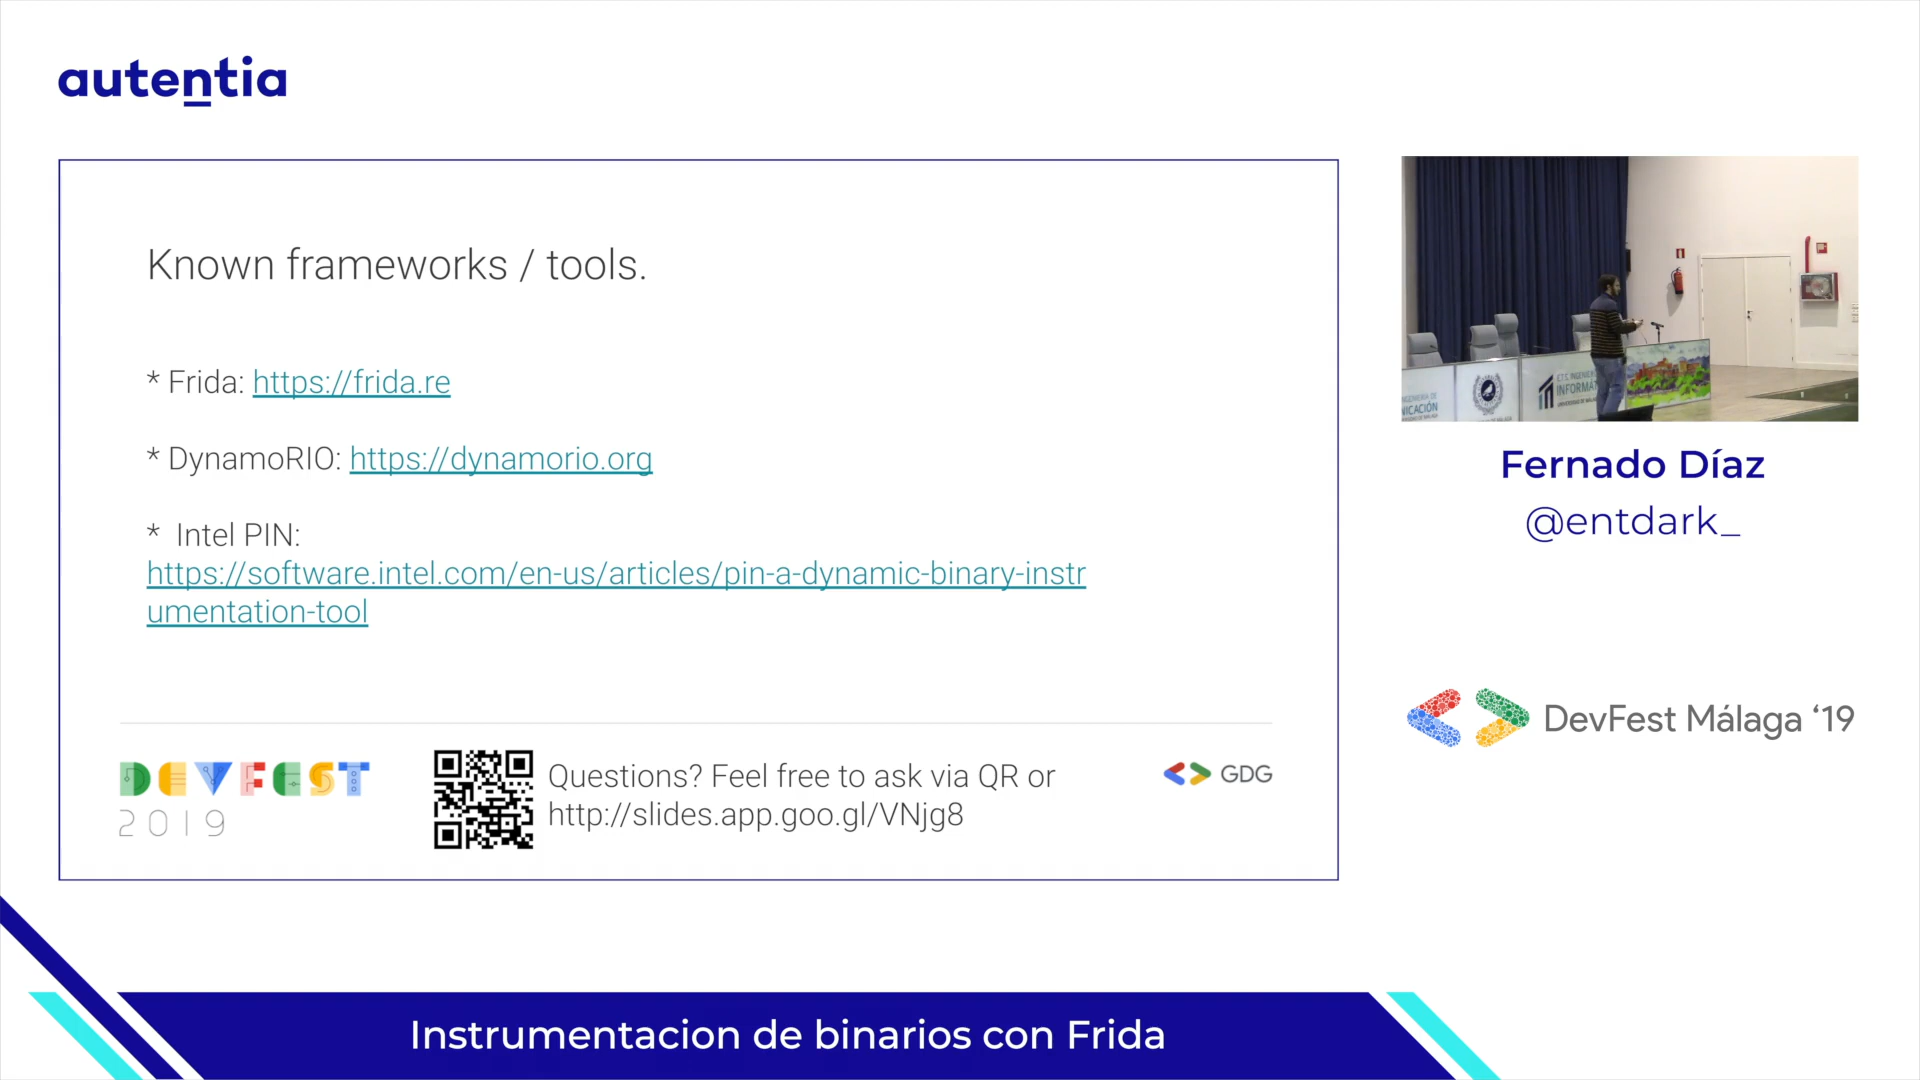 autentia
Known frameworks / tools.
* Frida: https://frida.re
* DynamoRIO: https://dynamorio.org
* Intel PIN:
https://software.intel.com/en-us/articles/pin-a-dynamic-binary-instr
umentation-tool
DEVFEST
2019
Questions? Feel free to ask via QR or
http://slides.app.goo.gl/VNjg8
GDG
NICACIÓN
INFORMÁT
Fernado Díaz
@entdark_
DevFest Málaga ‘19
Instrumentacion de binarios con Frida